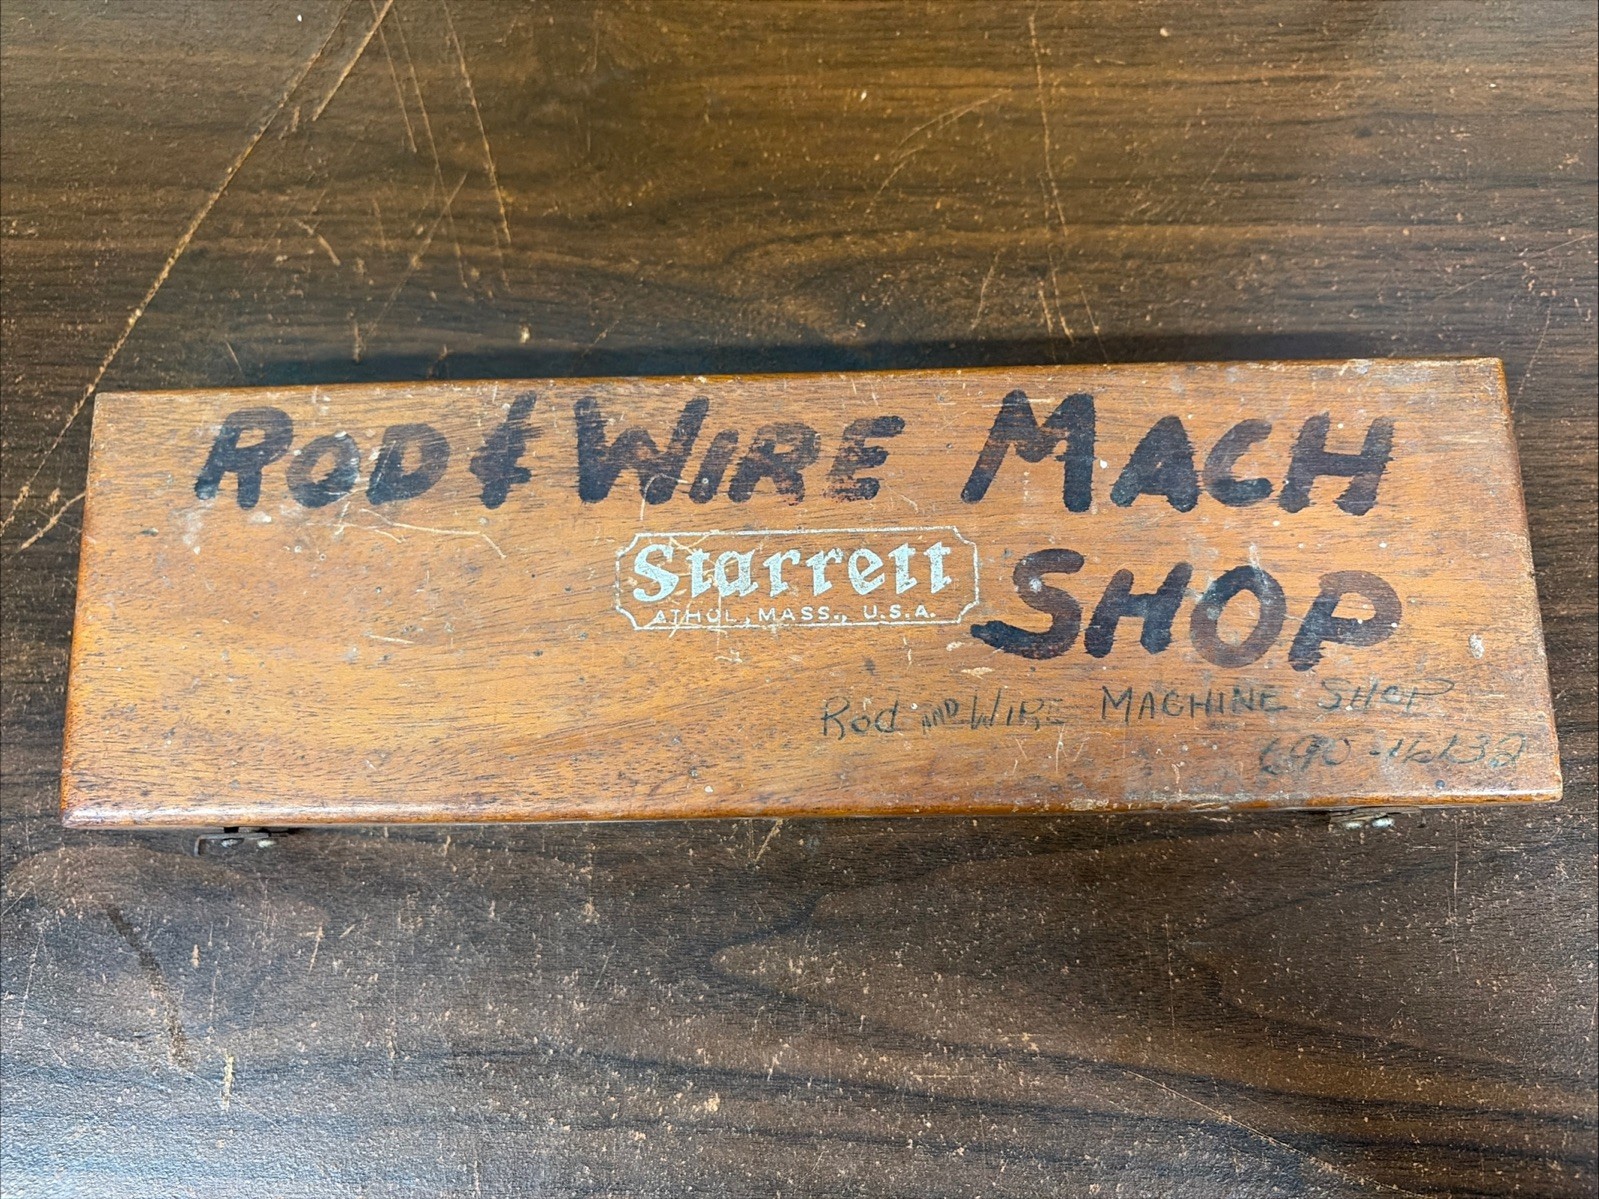 ROD & WIRE MACH
SHOP
Starrett
ATHOL, MASS., U.S.A.
Rod AND WIRE MACHINE SHOP